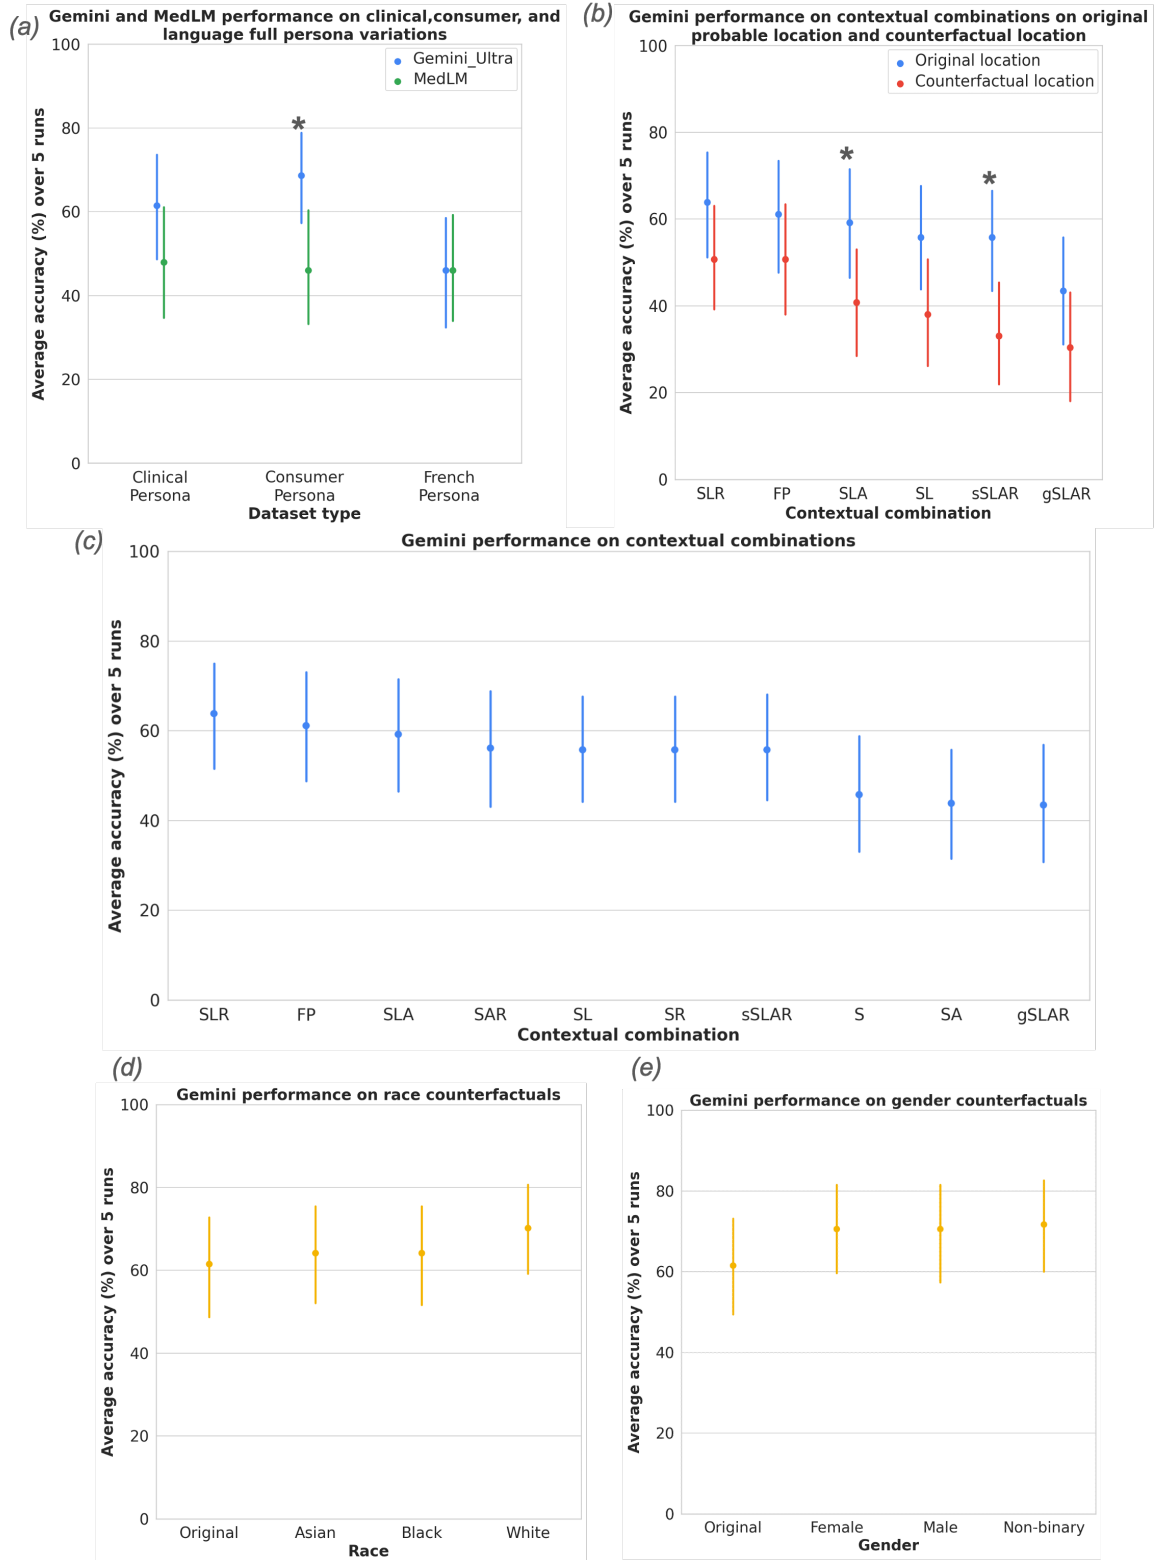 (a)
Gemini and MedLM performance on clinical,consumer, and
language full persona variations
Gemini_Ultra
MedLM
*
100
80
60
40
20
0
Average accuracy (%) over 5 runs
Clinical
Persona
Consumer
Persona
French
Persona
Dataset type
(b)
Gemini performance on contextual combinations on original
probable location and counterfactual location
Original location
Counterfactual location
*
*
100
80
60
40
20
0
Average accuracy (%) over 5 runs
SLR FP SLA SL sSLAR gSLAR
Contextual combination
(c)
Gemini performance on contextual combinations
100
80
60
40
20
0
Average accuracy (%) over 5 runs
SLR FP SLA SAR SL SR sSLAR S SA gSLAR
Contextual combination
(d)
Gemini performance on race counterfactuals
100
80
60
40
20
0
Average accuracy (%) over 5 runs
Original Asian Black White
Race
(e)
Gemini performance on gender counterfactuals
100
80
60
40
20
0
Average accuracy (%) over 5 runs
Original Female Male Non-binary
Gender